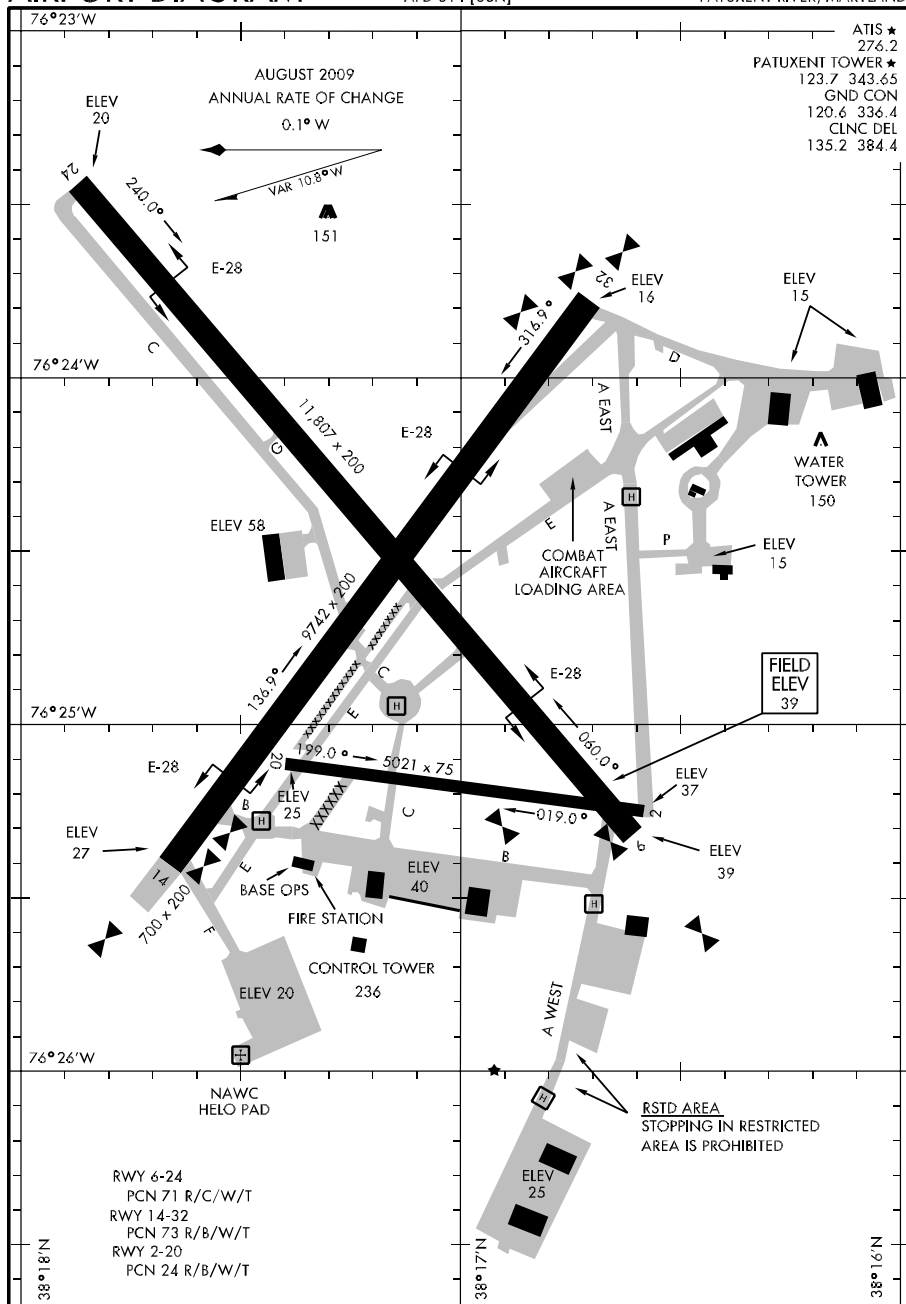 AIRPORT DIAGRAM
76°23'W
ATIS ★
276.2
PATUXENT TOWER ★
123.7 343.65
GND CON
120.6 336.4
CLNC DEL
135.2 384.4
AUGUST 2009
ANNUAL RATE OF CHANGE
0.1° W
VAR 10.8° W
ELEV
20
24
240.0°
151
E-28
C
32
ELEV
16
316.9°
ELEV
15
76°24'W
D
A EAST
11,807 x 200
E-28
G
WATER
TOWER
150
H
ELEV 58
E
A EAST
P
COMBAT
AIRCRAFT
LOADING AREA
ELEV
15
9742 x 200
136.9°
xxxxxxx
xxxxxxxxxxxx
C
E
H
E-28
FIELD
ELEV
39
76°25'W
060.0°
E-28
20
199.0°
5021 x 75
B
ELEV
25
XXXXXX
C
019.0°
2
ELEV
37
ELEV
27
H
B
6
ELEV
39
14
E
BASE OPS
ELEV
40
FIRE STATION
H
700 x 200
F
CONTROL TOWER
236
ELEV 20
A WEST
76°26'W
NAWC
HELO PAD
H
RSTD AREA
STOPPING IN RESTRICTED
AREA IS PROHIBITED
ELEV
25
RWY 6-24
PCN 71 R/C/W/T
RWY 14-32
PCN 73 R/B/W/T
RWY 2-20
PCN 24 R/B/W/T
38°18'N
38°17'N
38°16'N